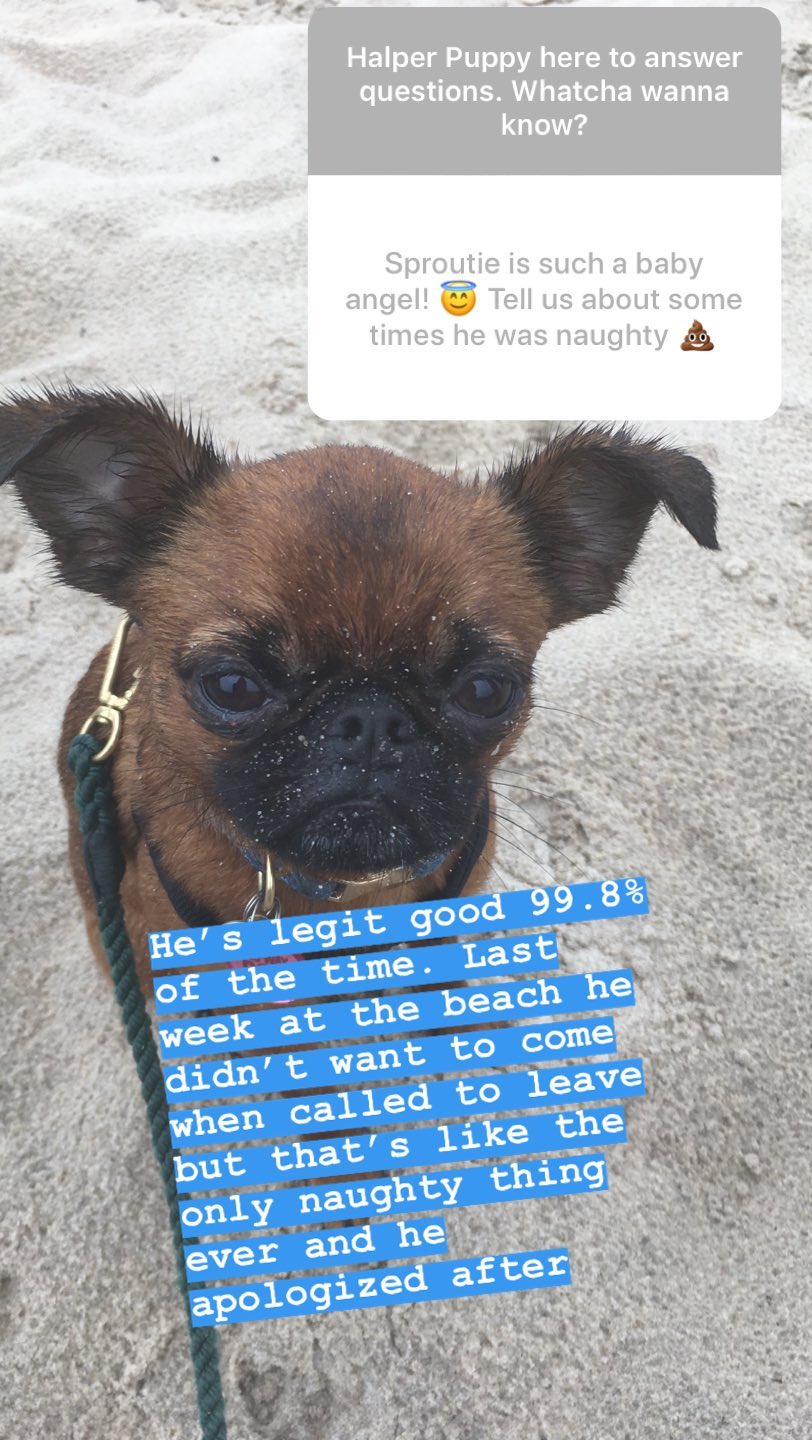 Halper Puppy here to answer
questions. Whatcha wanna
know?
Sproutie is such a baby
angel! 😇 Tell us about some
times he was naughty 💩
He's legit good 99.8%
of the time. Last
week at the beach he
didn't want to come
when called to leave
but that's like the
only naughty thing
ever and he
apologized after